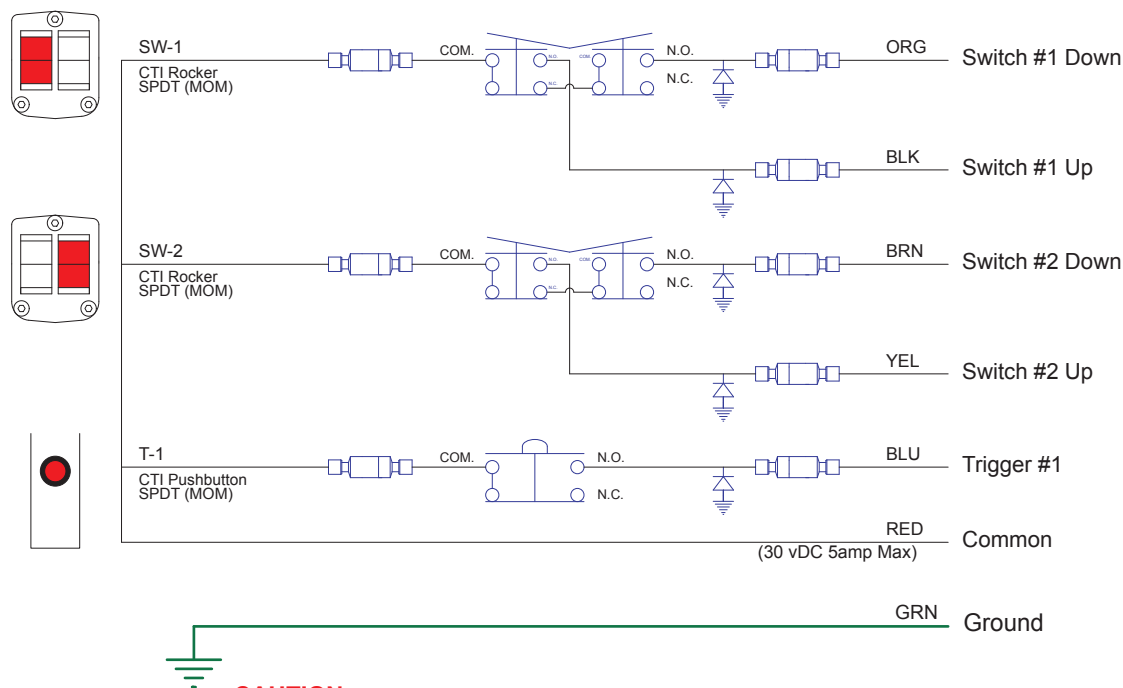 SW-1
CTI Rocker
SPDT (MOM)
COM.
N.O.
COM.
N.C.
N.O.
N.C.
ORG
Switch #1 Down
BLK
Switch #1 Up
SW-2
CTI Rocker
SPDT (MOM)
COM.
N.O.
COM.
N.C.
N.O.
N.C.
BRN
Switch #2 Down
YEL
Switch #2 Up
T-1
CTI Pushbutton
SPDT (MOM)
COM.
N.O.
N.C.
BLU
Trigger #1
RED
(30 vDC 5amp Max)
Common
GRN
Ground